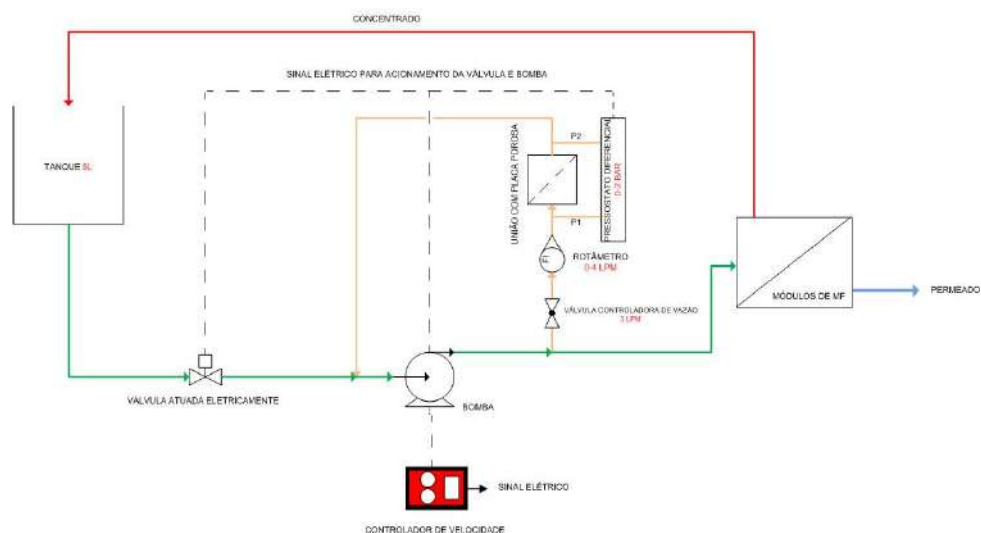 CONCENTRADO
SINAL ELÉTRICO PARA ACIONAMENTO DA VÁLVULA E BOMBA
TANQUE 5L
UNIÃO COM PLACA POROSA
P2
P1
PRESSOSTATO DIFERENCIAL
0-2 BAR
FI
ROTÂMETRO
0-4 LPM
VÁLVULA CONTROLADORA DE VAZÃO
3 LPM
MÓDULOS DE MF
PERMEADO
VÁLVULA ATUADA ELETRICAMENTE
BOMBA
SINAL ELÉTRICO
CONTROLADOR DE VELOCIDADE